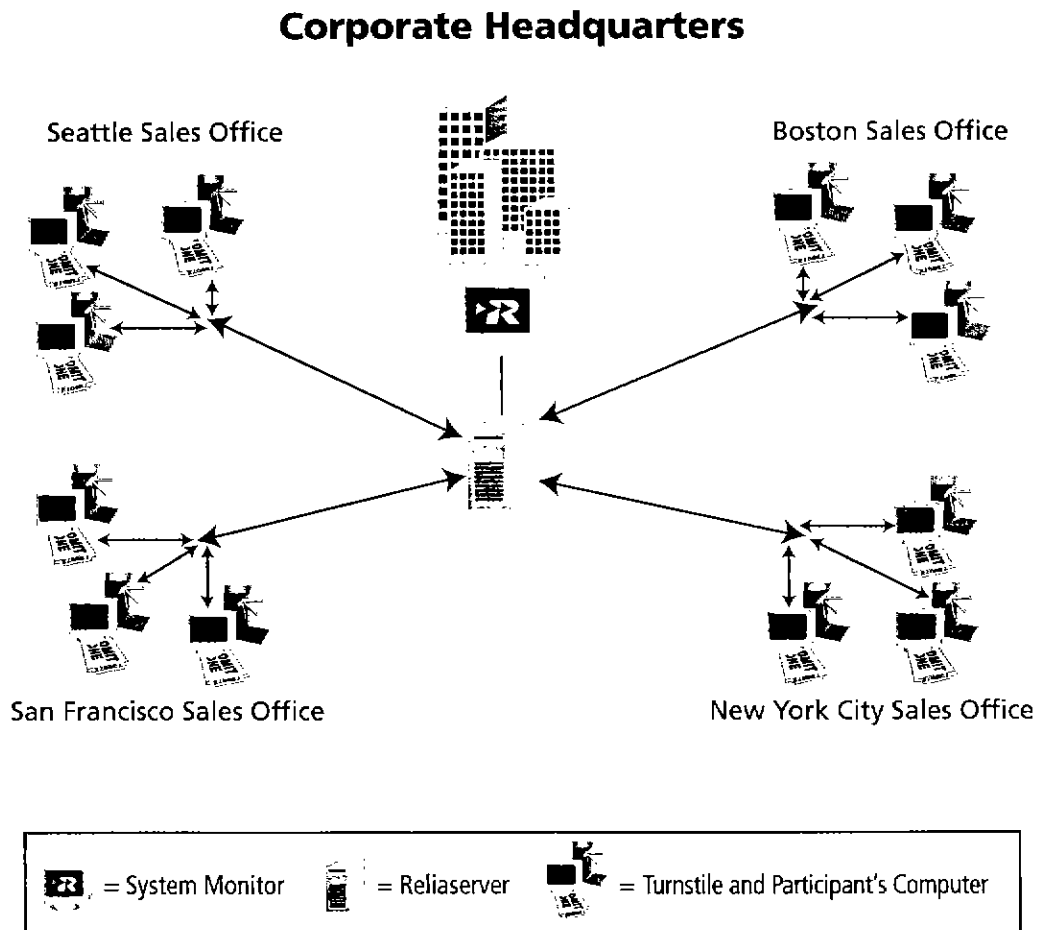 Corporate Headquarters
Seattle Sales Office
Boston Sales Office
R
San Francisco Sales Office
New York City Sales Office
= System Monitor
= Reliaserver
= Turnstile and Participant's Computer